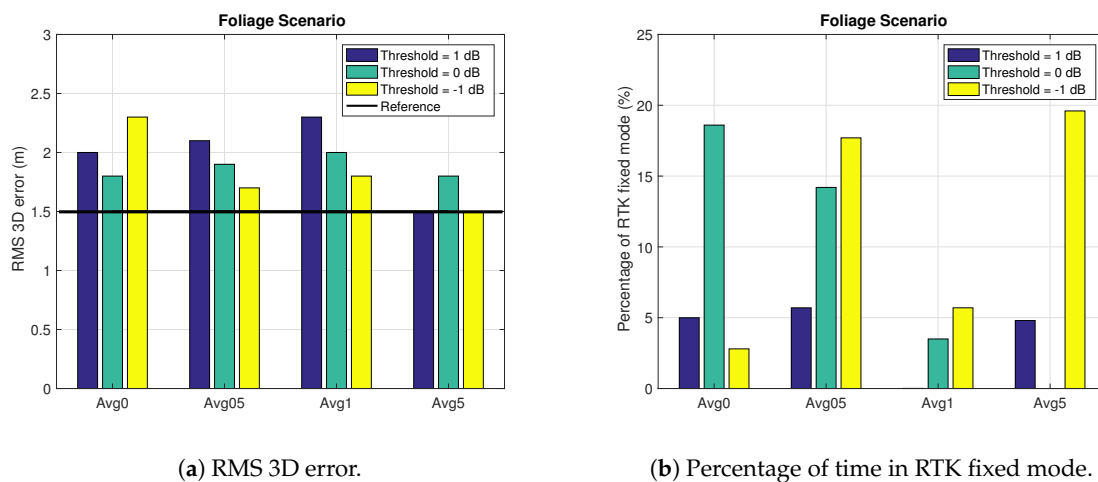 Foliage Scenario
3
2.5
2
1.5
1
0.5
0
RMS 3D error (m)
Threshold = 1 dB
Threshold = 0 dB
Threshold = -1 dB
Reference
Avg0 Avg05 Avg1 Avg5
(a) RMS 3D error.
Foliage Scenario
25
20
15
10
5
0
Percentage of RTK fixed mode (%)
Threshold = 1 dB
Threshold = 0 dB
Threshold = -1 dB
Avg0 Avg05 Avg1 Avg5
(b) Percentage of time in RTK fixed mode.